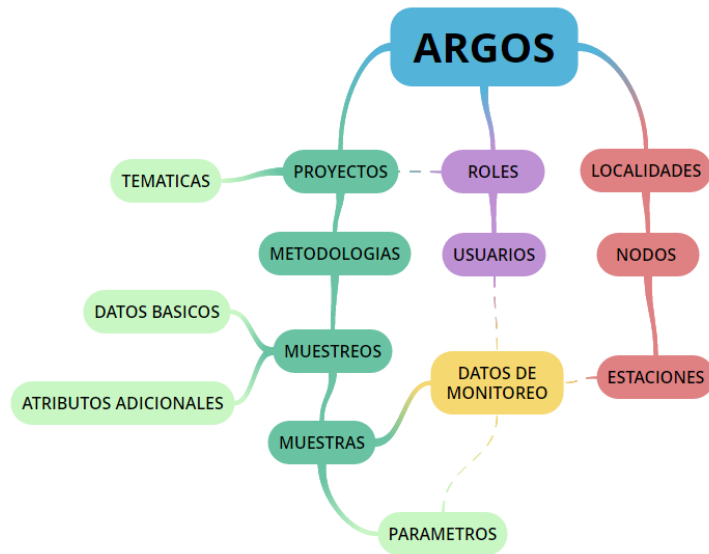 ARGOS
PROYECTOS
ROLES
LOCALIDADES
TEMATICAS
METODOLOGIAS
USUARIOS
NODOS
DATOS BASICOS
MUESTREOS
DATOS DE
MONITOREO
ESTACIONES
ATRIBUTOS ADICIONALES
MUESTRAS
PARAMETROS